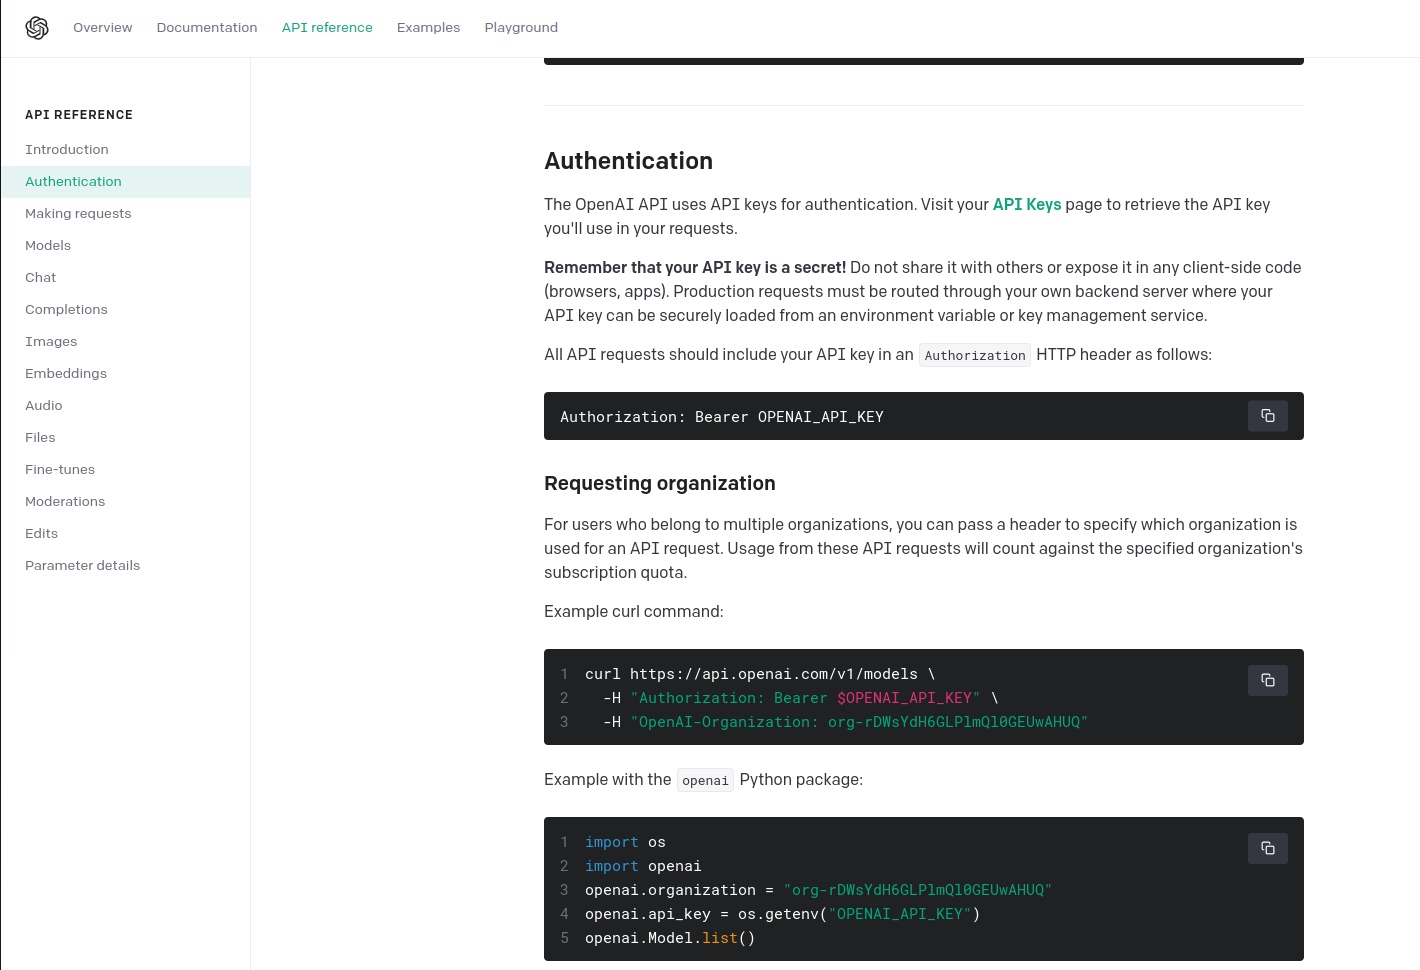 Overview Documentation API reference Examples Playground
API REFERENCE
Introduction
Authentication
Making requests
Models
Chat
Completions
Images
Embeddings
Audio
Files
Fine-tunes
Moderations
Edits
Parameter details
Authentication
The OpenAI API uses API keys for authentication. Visit your API Keys page to retrieve the API key
you'll use in your requests.
Remember that your API key is a secret! Do not share it with others or expose it in any client-side code
(browsers, apps). Production requests must be routed through your own backend server where your
API key can be securely loaded from an environment variable or key management service.
All API requests should include your API key in an Authorization HTTP header as follows:
Authorization: Bearer OPENAI_API_KEY
Requesting organization
For users who belong to multiple organizations, you can pass a header to specify which organization is
used for an API request. Usage from these API requests will count against the specified organization's
subscription quota.
Example curl command:
1 curl https://api.openai.com/v1/models \
2 -H "Authorization: Bearer $OPENAI_API_KEY" \
3 -H "OpenAI-Organization: org-rDWsYdH6GLPlmQl0GEUwAHUQ"
Example with the openai Python package:
1 import os
2 import openai
3 openai.organization = "org-rDWsYdH6GLPlmQl0GEUwAHUQ"
4 openai.api_key = os.getenv("OPENAI_API_KEY")
5 openai.Model.list()